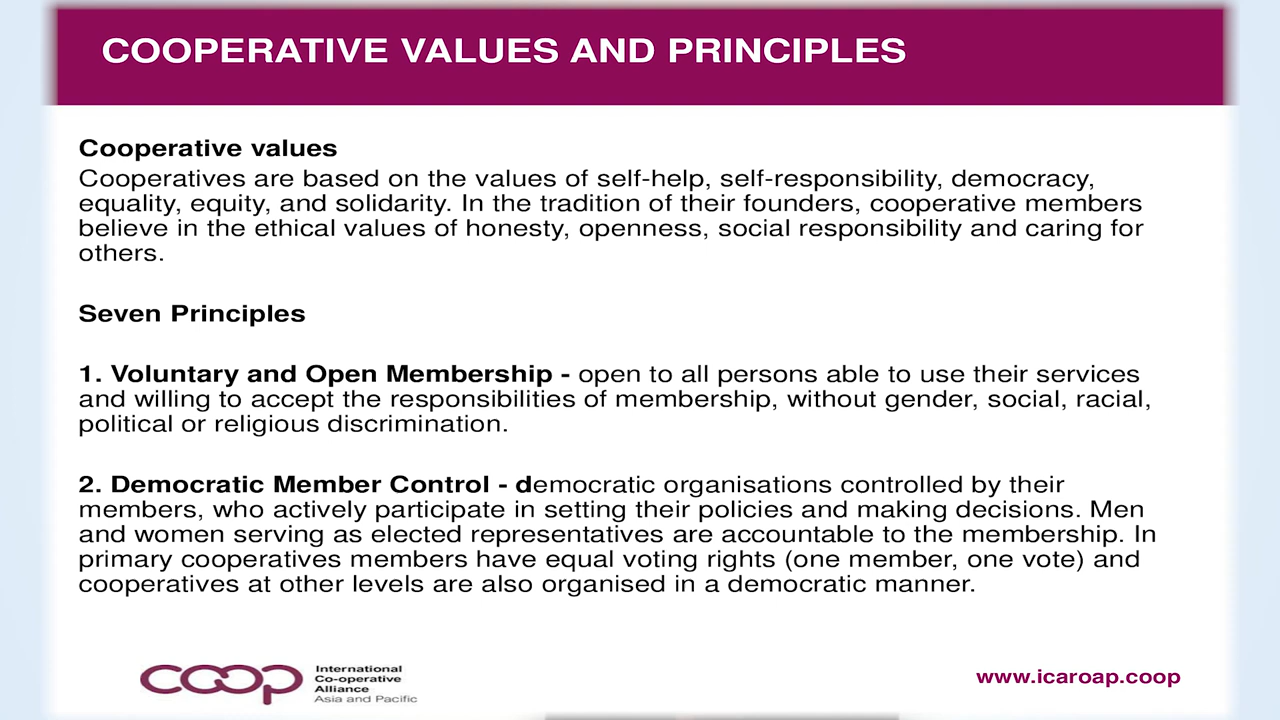 COOPERATIVE VALUES AND PRINCIPLES
Cooperative values
Cooperatives are based on the values of self-help, self-responsibility, democracy,
equality, equity, and solidarity. In the tradition of their founders, cooperative members
believe in the ethical values of honesty, openness, social responsibility and caring for
others.
Seven Principles
1. Voluntary and Open Membership - open to all persons able to use their services
and willing to accept the responsibilities of membership, without gender, social, racial,
political or religious discrimination.
2. Democratic Member Control - democratic organisations controlled by their
members, who actively participate in setting their policies and making decisions. Men
and women serving as elected representatives are accountable to the membership. In
primary cooperatives members have equal voting rights (one member, one vote) and
cooperatives at other levels are also organised in a democratic manner.
coop
International
Co-operative
Alliance
Asia and Pacific
www.icaroap.coop